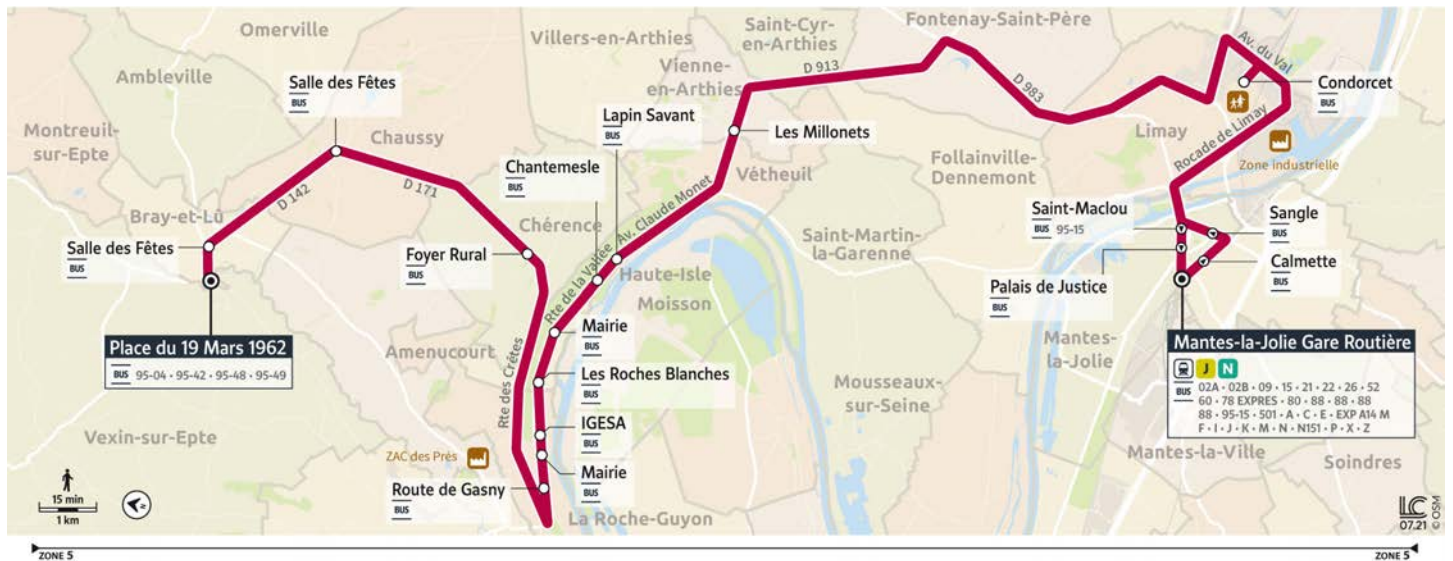 Omerville
Ambleville
Montreuil-
sur-Epte
Salle des Fêtes
BUS
Chaussy
D 142
D 171
Bray-et-Lû
Salle des Fêtes
BUS
Place du 19 Mars 1962
BUS 95-04 • 95-42 • 95-48 • 95-49
Vexin-sur-Epte
15 min
1 km
N
Villers-en-Arthies
Saint-Cyr-
en-Arthies
Vienne-
en-Arthies
Fontenay-Saint-Père
D 913
D 983
Lapin Savant
BUS
Les Millonets
Chantemesle
BUS
Chérence
Vétheuil
Follainville-
Dennemont
Foyer Rural
BUS
Rte de la Vallée
Av. Claude Monet
Haute-Isle
Moisson
Saint-Martin-
la-Garenne
Amenucourt
Rte des Crêtes
Mairie
BUS
Les Roches Blanches
BUS
IGESA
BUS
Mairie
BUS
ZAC des Prés
Route de Gasny
BUS
La Roche-Guyon
Mousseaux-
sur-Seine
Av. du Val
Condorcet
BUS
Limay
Rocade de Limay
Zone industrielle
Saint-Maclou
BUS 95-15
Sangle
BUS
Palais de Justice
BUS
Calmette
BUS
Mantes-
la-Jolie
Mantes-la-Jolie Gare Routière
J N
BUS 02A • 02B • 09 • 15 • 21 • 22 • 26 • 52
60 • 78 EXPRES • 80 • 88 • 88 • 88
88 • 95-15 • 501 • A • C • E • EXP A14 M
F • I • J • K • M • N • N151 • P • X • Z
Mantes-la-Ville
Soindres
LC
07.21
© OSM
ZONE 5
ZONE 5